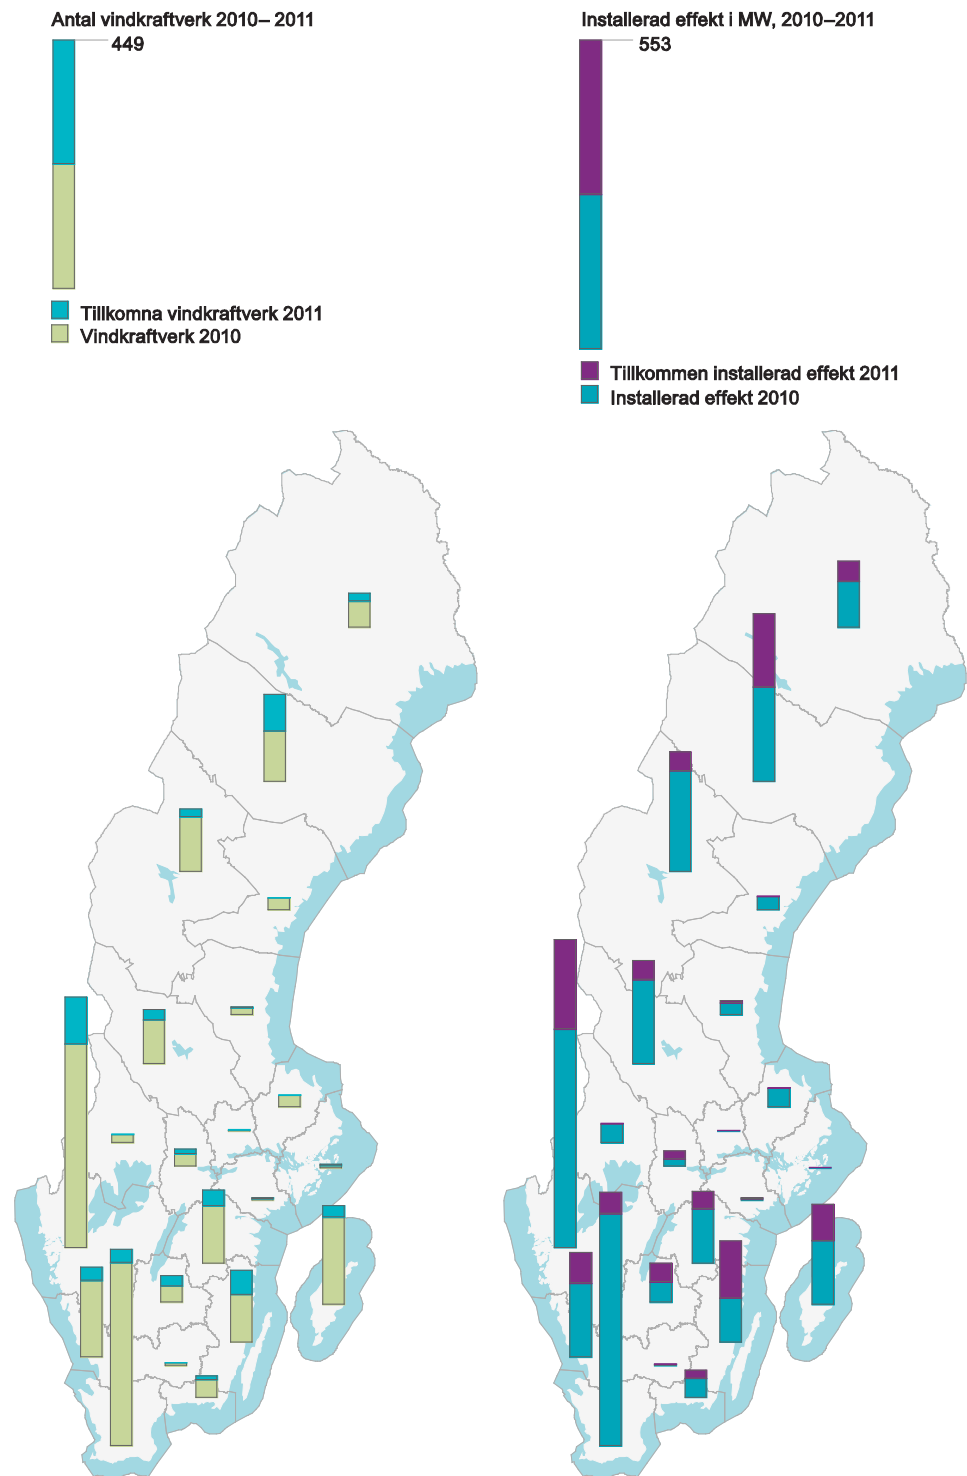 Antal vindkraftverk 2010– 2011
449
Tillkomna vindkraftverk 2011
Vindkraftverk 2010
Installerad effekt i MW, 2010–2011
553
Tillkommen installerad effekt 2011
Installerad effekt 2010